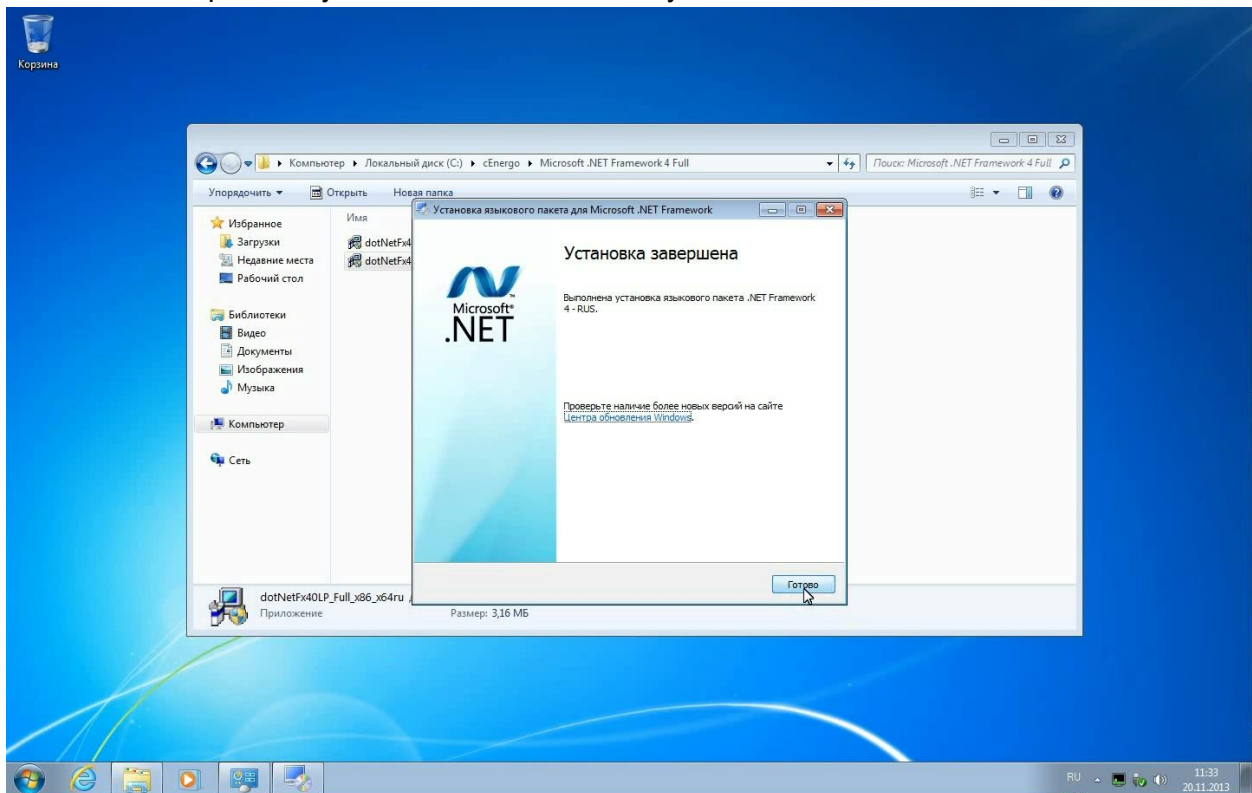 Корзина
Компьютер ▸ Локальный диск (C:) ▸ cEnergo ▸ Microsoft .NET Framework 4 Full
Поиск: Microsoft .NET Framework 4 Full
Упорядочить
Открыть
Новая папка
Избранное
Загрузки
Недавние места
Рабочий стол
Библиотеки
Видео
Документы
Изображения
Музыка
Компьютер
Сеть
Имя
dotNetFx4
dotNetFx4
Установка языкового пакета для Microsoft .NET Framework
Microsoft®
.NET™
Установка завершена
Выполнена установка языкового пакета .NET Framework
4 - RUS.
Проверьте наличие более новых версий на сайте
Центра обновления Windows.
Готово
dotNetFx40LP_Full_x86_x64ru
Приложение
Размер: 3,16 МБ
RU
11:33
20.11.2013